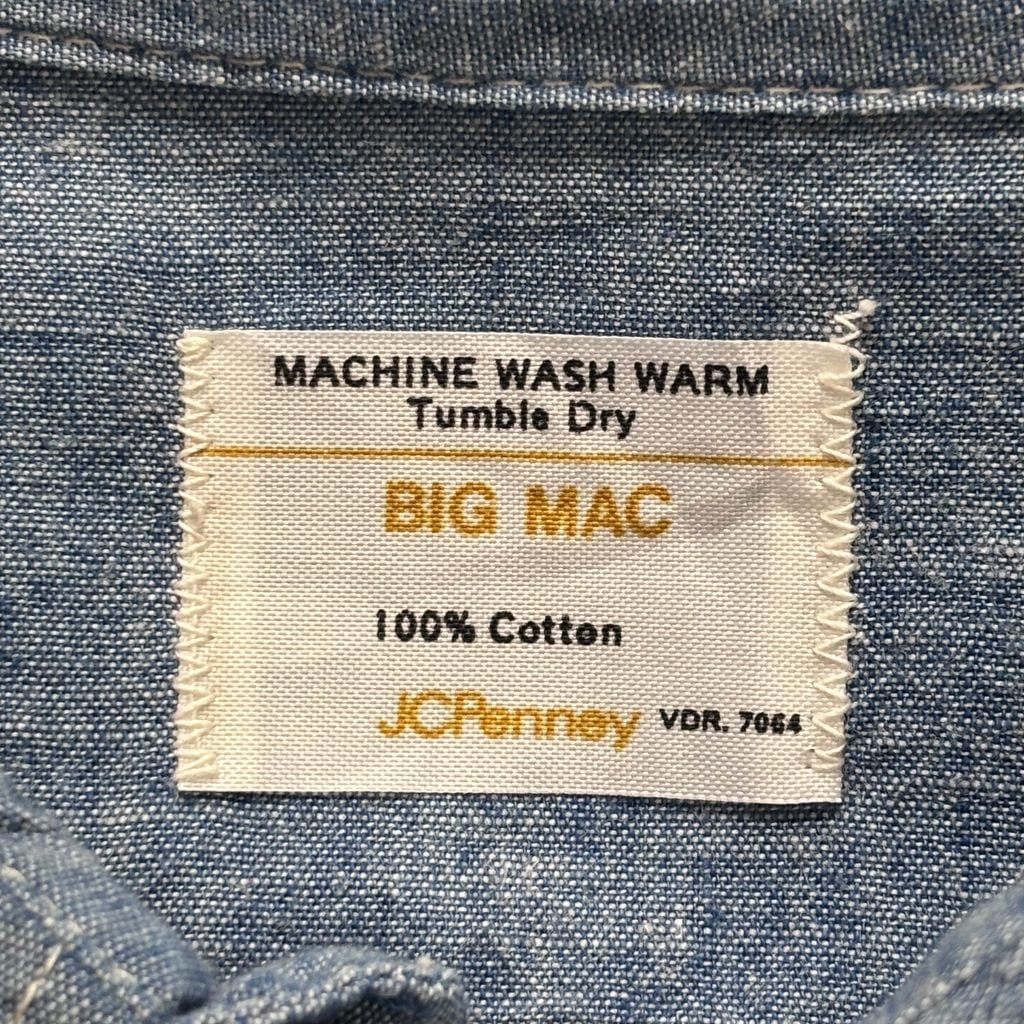 MACHINE WASH WARM
Tumble Dry
BIG MAC
100% Cotton
JCPenney VDR. 7064